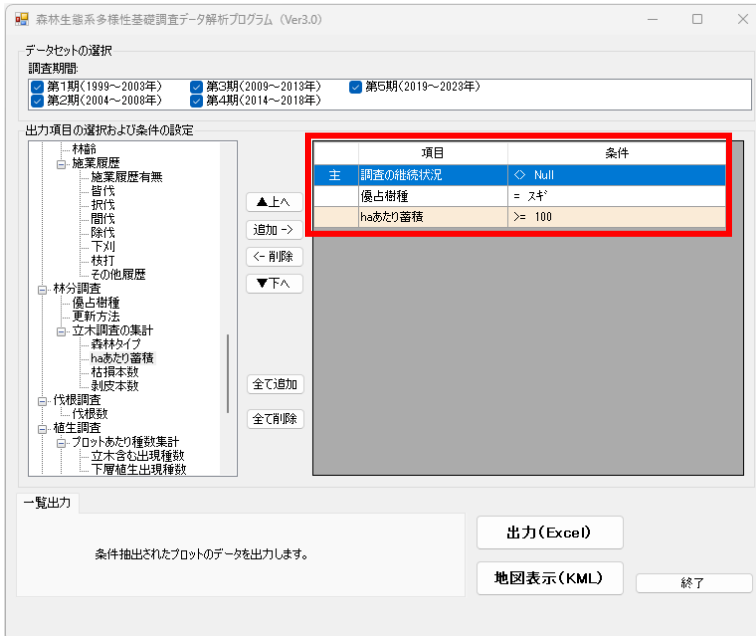 森林生態系多様性基礎調査データ解析プログラム (Ver3.0)
データセットの選択
調査期間:
第1期(1999～2003年) 第3期(2009～2013年) 第5期(2019～2023年)
第2期(2004～2008年) 第4期(2014～2018年)
出力項目の選択および条件の設定
林齢
施業履歴
施業履歴有無
皆伐
択伐
間伐
除伐
下刈
枝打
その他履歴
林分調査
優占樹種
更新方法
立木調査の集計
森林タイプ
haあたり蓄積
枯損本数
剥皮本数
伐根調査
伐根数
植生調査
プロットあたり種数集計
立木含む出現種数
下層植生出現種数
▲上へ
追加 ->
<- 削除
▼下へ
全て追加
全て削除
項目 条件
主 調査の継続状況 <> Null
優占樹種 = スギ
haあたり蓄積 >= 100
一覧出力
条件抽出されたプロットのデータを出力します。
出力(Excel)
地図表示(KML)
終了